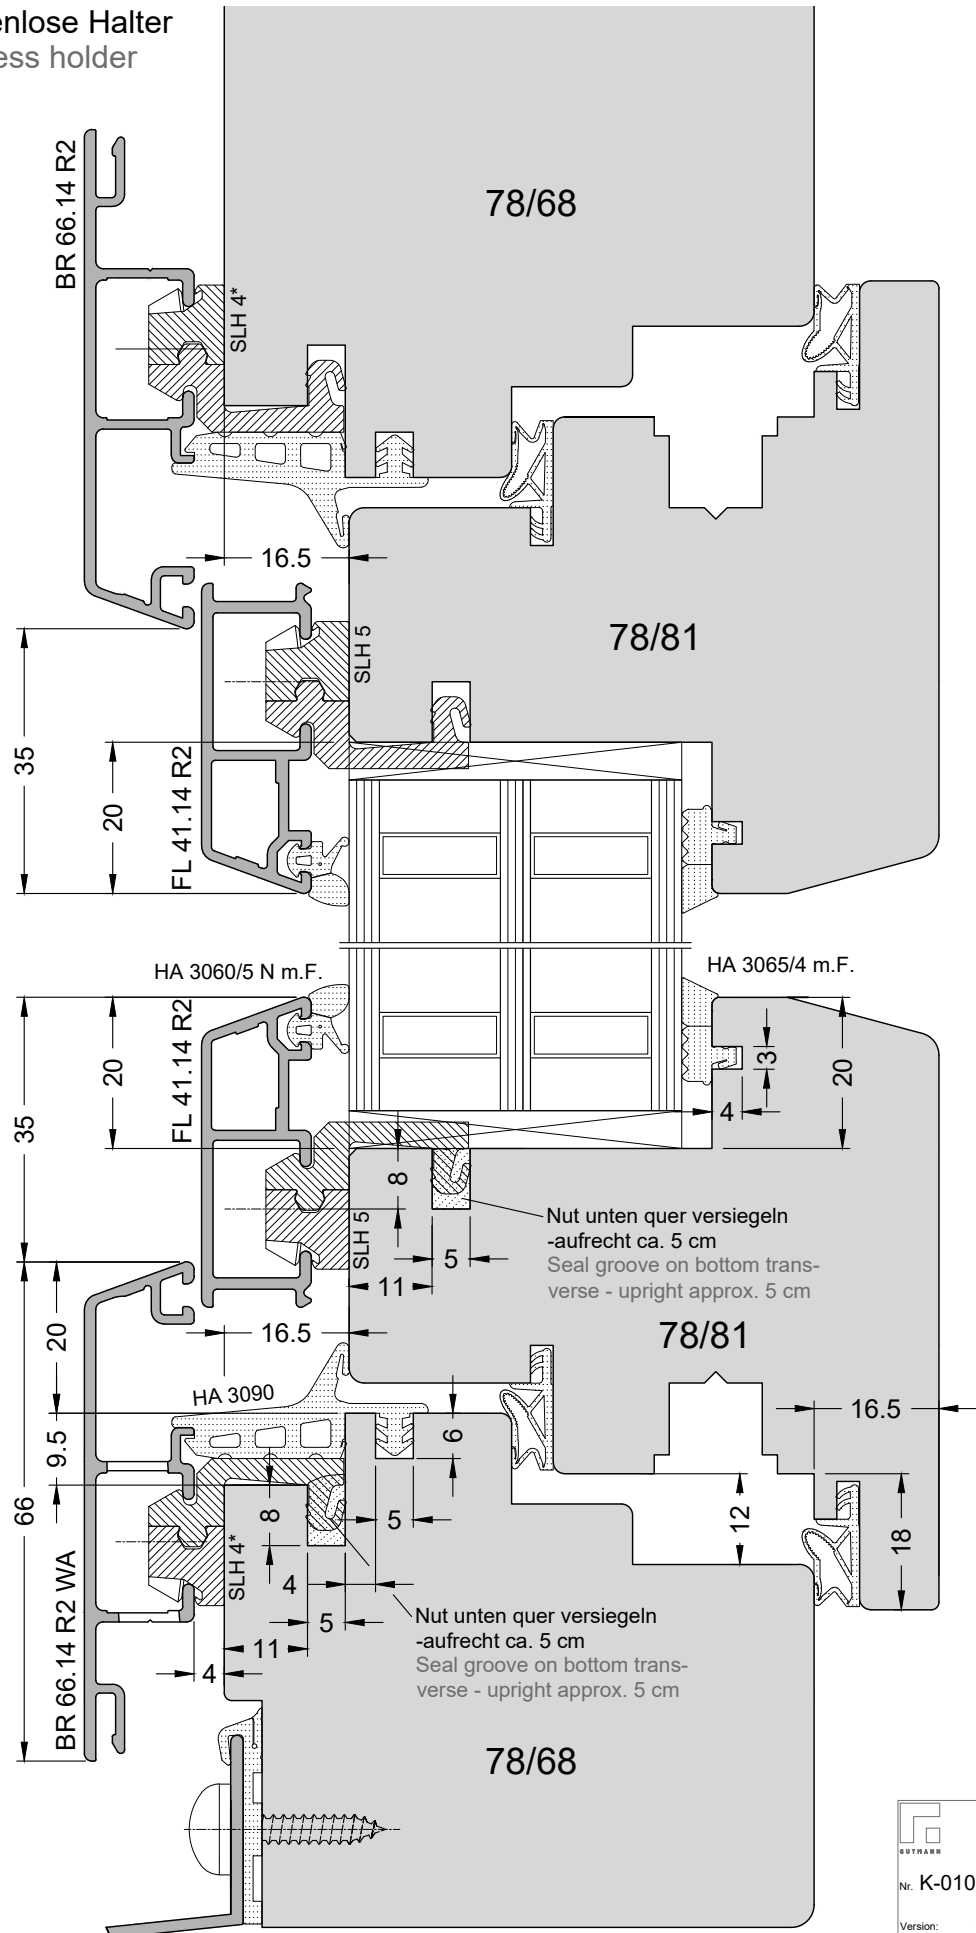 enlose Halter
ess holder
BR 66.14 R2
78/68
SLH 4*
16.5
SLH 5
78/81
35
20
FL 41.14 R2
HA 3060/5 N m.F.
HA 3065/4 m.F.
35
20
FL 41.14 R2
3
4
20
8
Nut unten quer versiegeln
-aufrecht ca. 5 cm
Seal groove on bottom trans-
verse - upright approx. 5 cm
SLH 5
5
11
16.5
78/81
66
20
HA 3090
16.5
9.5
6
8
5
12
18
SLH 4*
4
5
11
4
BR 66.14 R2 WA
Nut unten quer versiegeln
-aufrecht ca. 5 cm
Seal groove on bottom trans-
verse - upright approx. 5 cm
78/68
GUTMANN
Nr. K-010
Version: